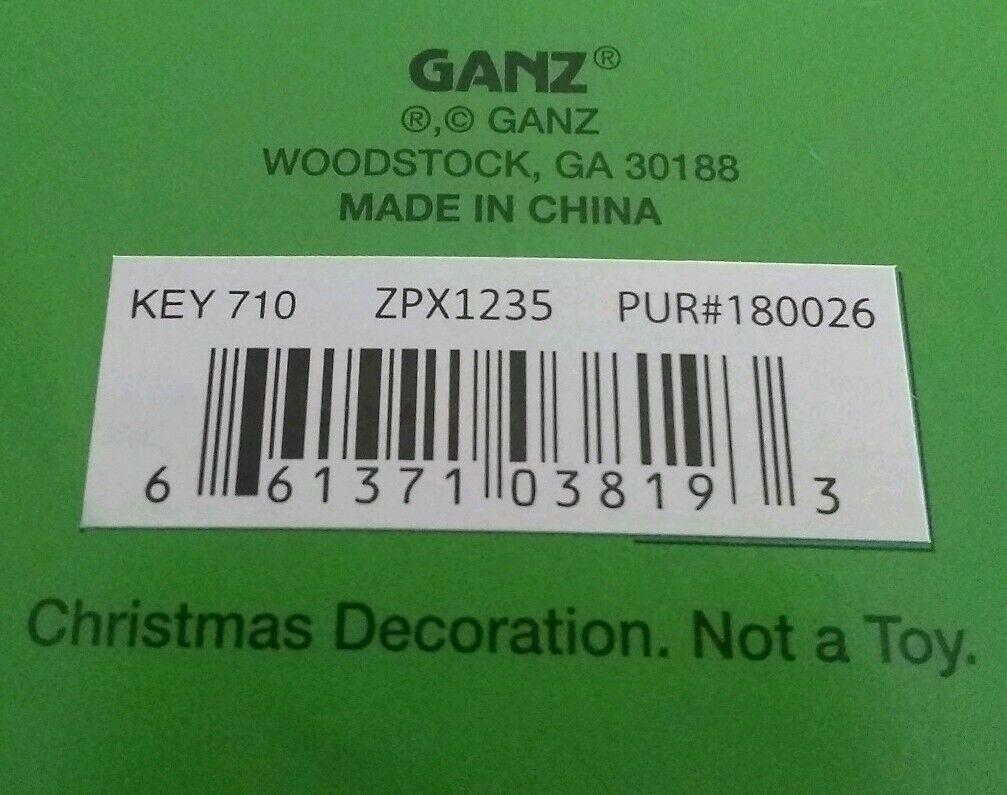 GANZ®
®,© GANZ
WOODSTOCK, GA 30188
MADE IN CHINA
KEY 710 ZPX1235 PUR#180026
6 61371 03819 3
Christmas Decoration. Not a Toy.